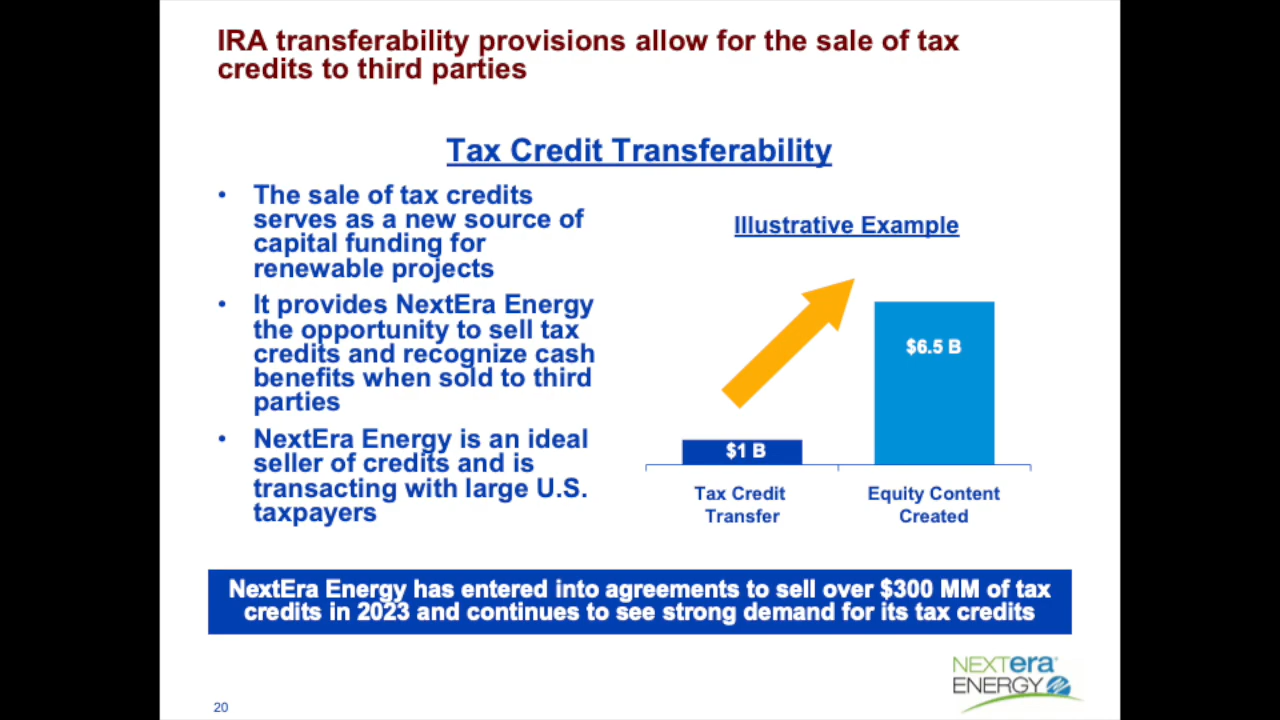 IRA transferability provisions allow for the sale of tax
credits to third parties
Tax Credit Transferability
• The sale of tax credits
serves as a new source of
capital funding for
renewable projects
• It provides NextEra Energy
the opportunity to sell tax
credits and recognize cash
benefits when sold to third
parties
• NextEra Energy is an ideal
seller of credits and is
transacting with large U.S.
taxpayers
Illustrative Example
$6.5 B
$1 B
Tax Credit
Transfer
Equity Content
Created
NextEra Energy has entered into agreements to sell over $300 MM of tax
credits in 2023 and continues to see strong demand for its tax credits
NEXTera®
ENERGY
20